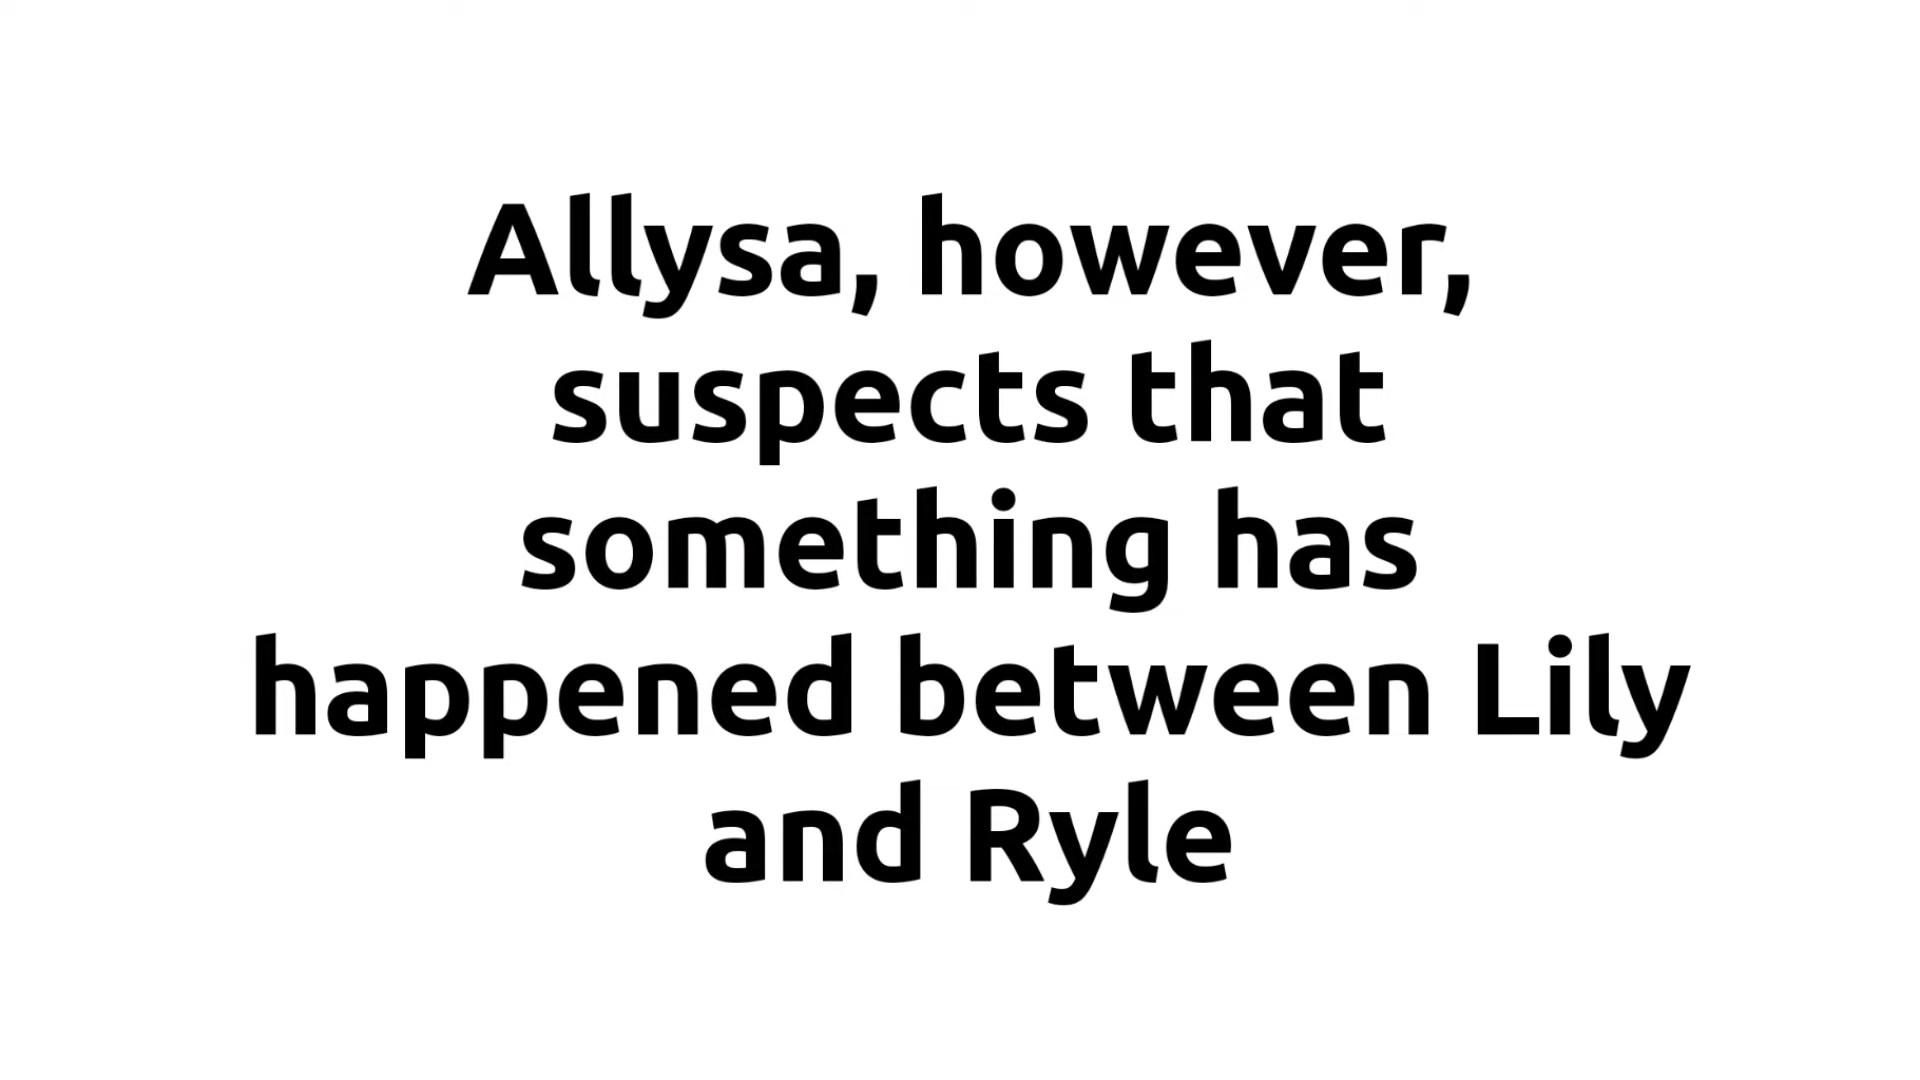 Allysa, however,
suspects that
something has
happened between Lily
and Ryle